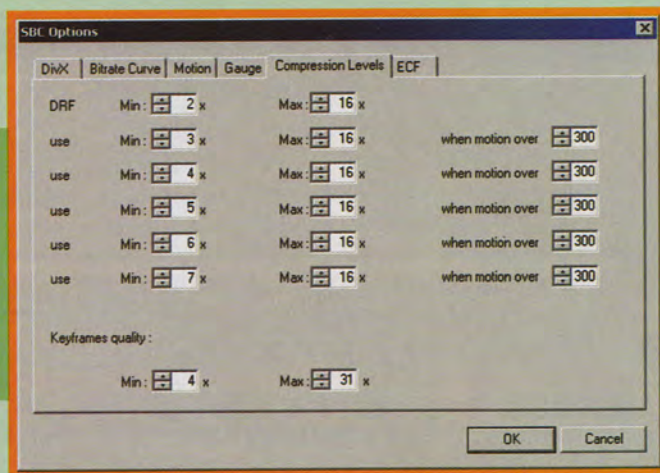 SBC Options
DivX Bitrate Curve Motion Gauge Compression Levels ECF
DRF Min : 2 x Max : 16 x
use Min : 3 x Max : 16 x when motion over 300
use Min : 4 x Max : 16 x when motion over 300
use Min : 5 x Max : 16 x when motion over 300
use Min : 6 x Max : 16 x when motion over 300
use Min : 7 x Max : 16 x when motion over 300
Keyframes quality :
Min : 4 x Max : 31 x
OK Cancel